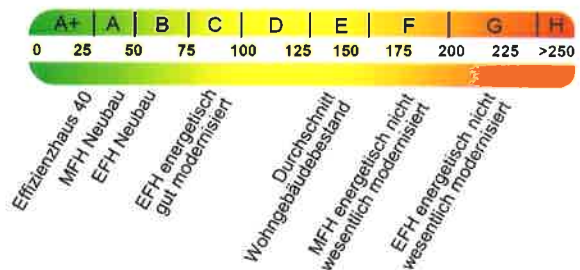 A+ A B C D E F G H
0 25 50 75 100 125 150 175 200 225 >250
Effizienzhaus 40
MFH Neubau
EFH Neubau
EFH energetisch
gut modernisiert
Durchschnitt
Wohngebäudebestand
MFH energetisch nicht
wesentlich modernisiert
EFH energetisch nicht
wesentlich modernisiert